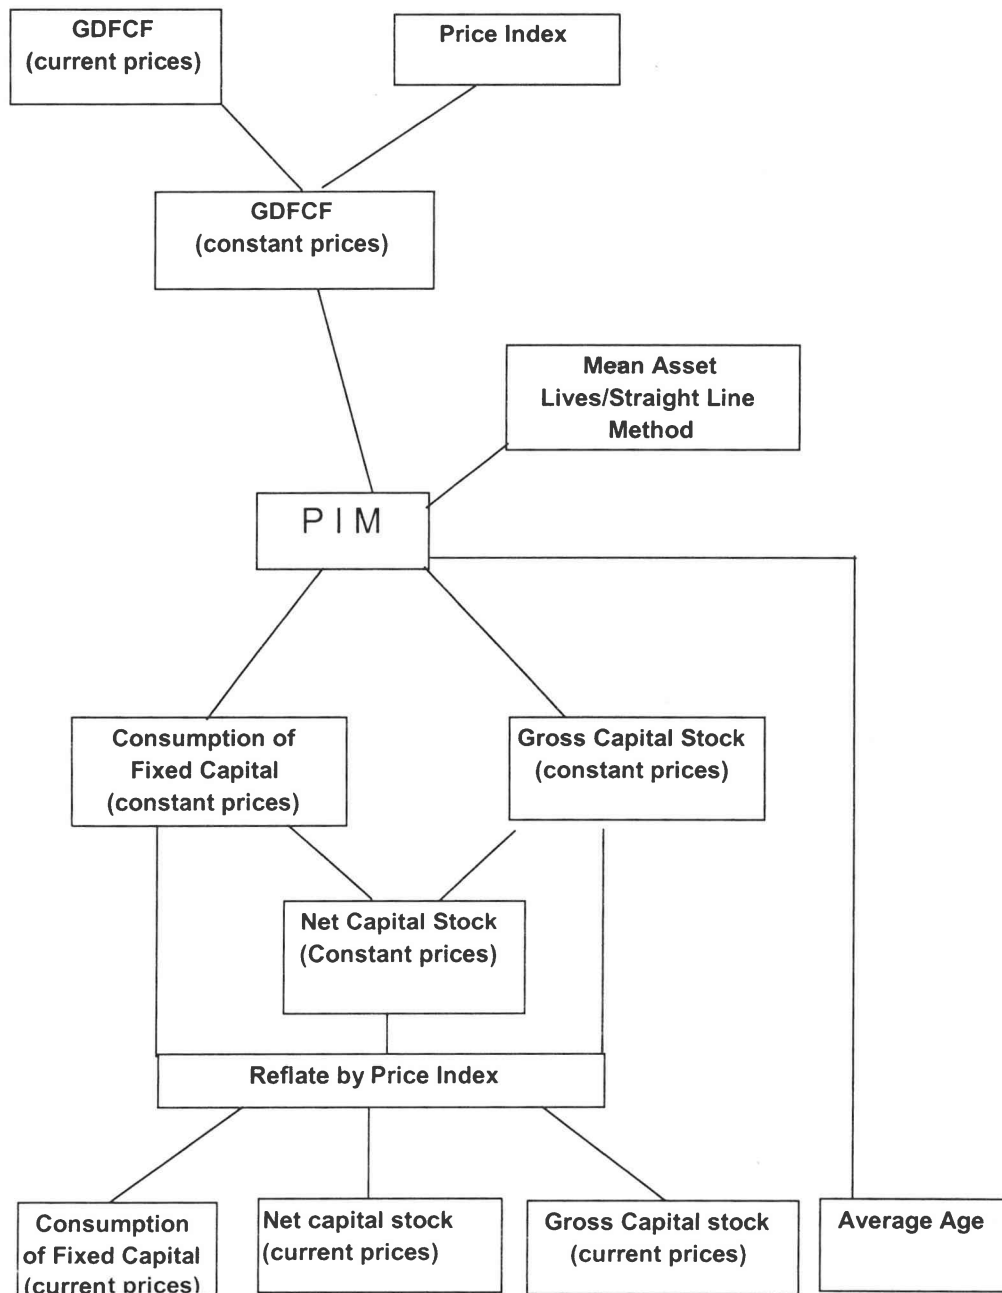 GDFCF
(current prices)
Price Index
GDFCF
(constant prices)
Mean Asset
Lives/Straight Line
Method
P I M
Consumption of
Fixed Capital
(constant prices)
Gross Capital Stock
(constant prices)
Net Capital Stock
(Constant prices)
Reflate by Price Index
Consumption
of Fixed Capital
(current prices)
Net capital stock
(current prices)
Gross Capital stock
(current prices)
Average Age